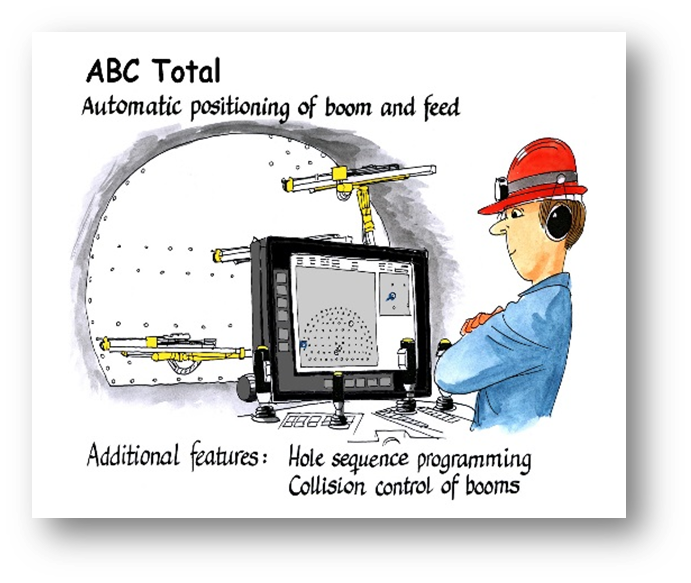 ABC Total
Automatic positioning of boom and feed
Additional features: Hole sequence programming
Collision control of booms